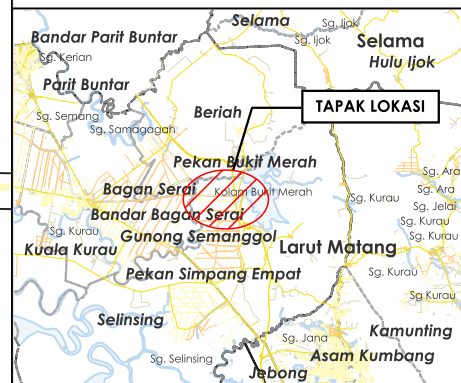 Selama
Sg. Ijok
Bandar Parit Buntar
Sg. Ijok
Selama
Sg. Kerian
Hulu Ijok
Parit Buntar
TAPAK LOKASI
Beriah
Sg. Semang
Sg. Samagagah
Pekan Bukit Merah
Sg. Ara
Bagan Serai
Kolam Bukit Merah
Sg. Ara
Sg. Kurau
Sg. Jelai
Bandar Bagan Serai
Sg. Kurau
Sg. Kurau
Gunong Semanggol
Sg. Kurau
Kuala Kurau
Larut Matang
Pekan Simpang Empat
Sg. Kurau
Sg.Kurau
Selinsing
Kamunting
Sg. Jana
Sg. Selinsing
Asam Kumbang
Jebong